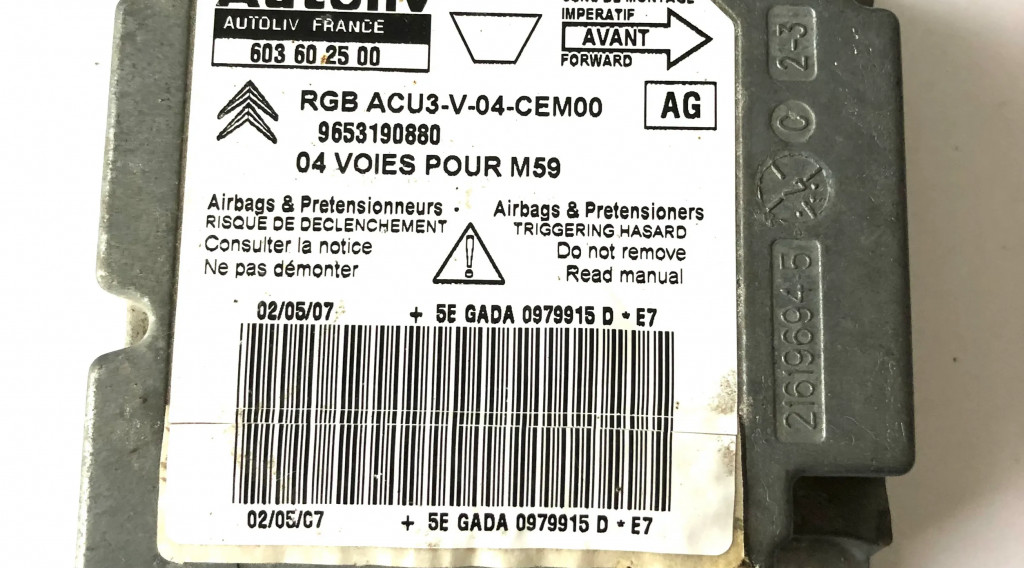 Autoliv
AUTOLIV FRANCE
603 60 25 00
IMPERATIF
AVANT
FORWARD
RGB ACU3-V-04-CEM00
AG
9653190880
04 VOIES POUR M59
Airbags & Pretensionneurs
RISQUE DE DECLENCHEMENT
Consulter la notice
Ne pas démonter
Airbags & Pretensioners
TRIGGERING HASARD
Do not remove
Read manual
02/05/07 + 5E GADA 0979915 D * E7
02/05/07 + 5E GADA 0979915 D * E7
2-3
C
21619694.5